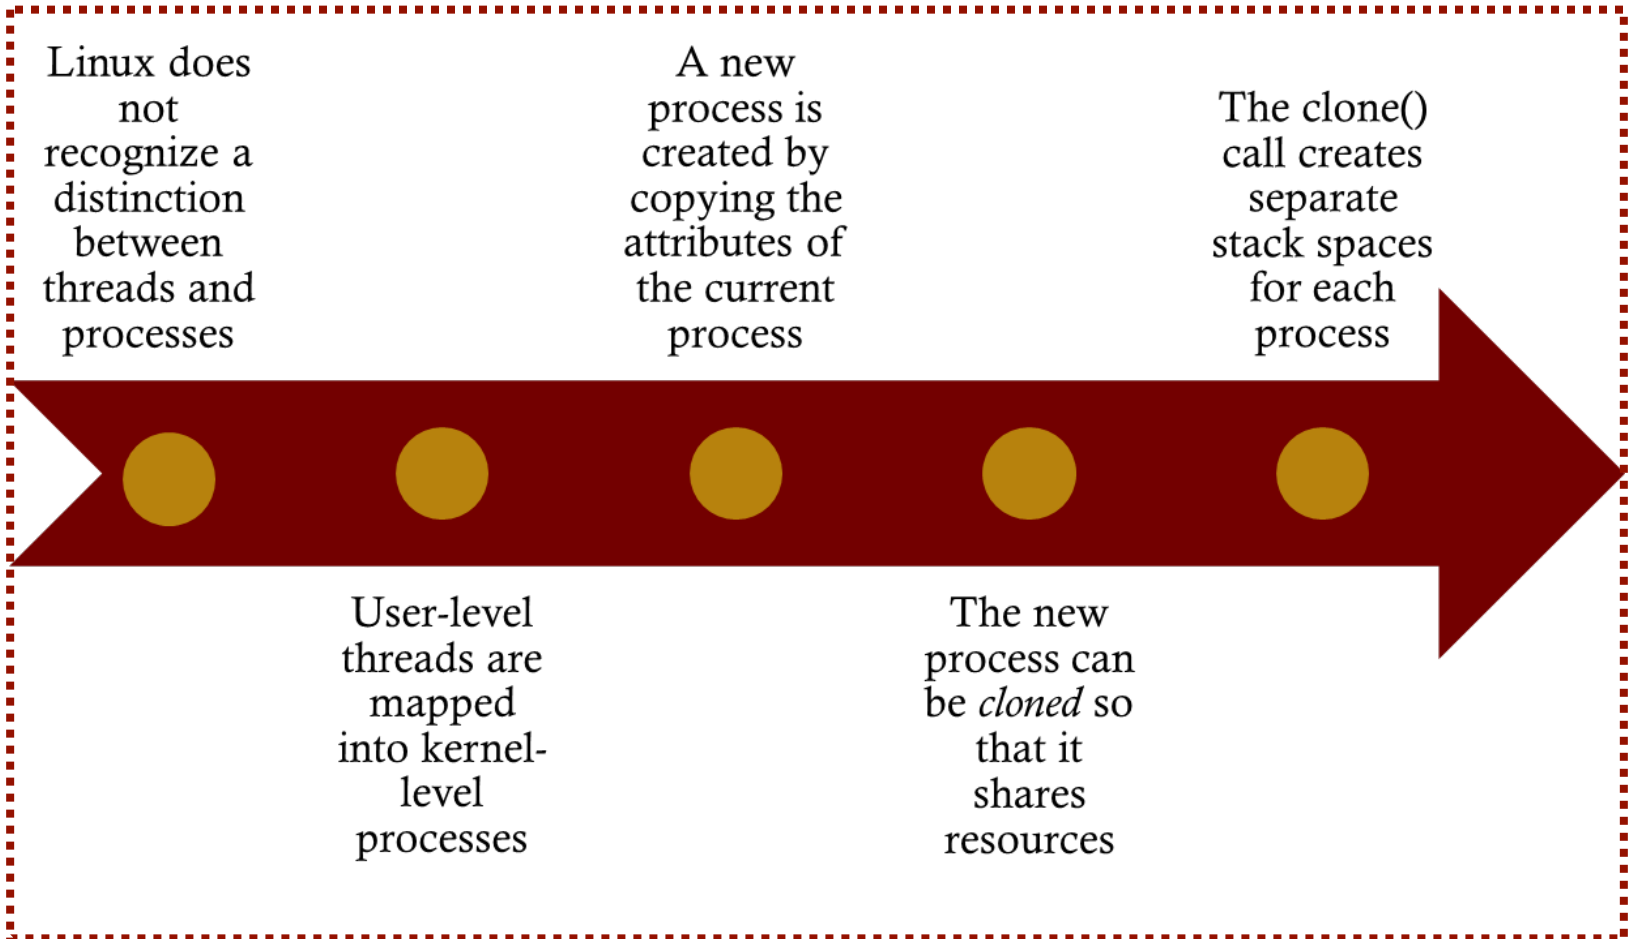 Linux does
not
recognize a
distinction
between
threads and
processes
User-level
threads are
mapped
into kernel-
level
processes
A new
process is
created by
copying the
attributes of
the current
process
The new
process can
be cloned so
that it
shares
resources
The clone()
call creates
separate
stack spaces
for each
process